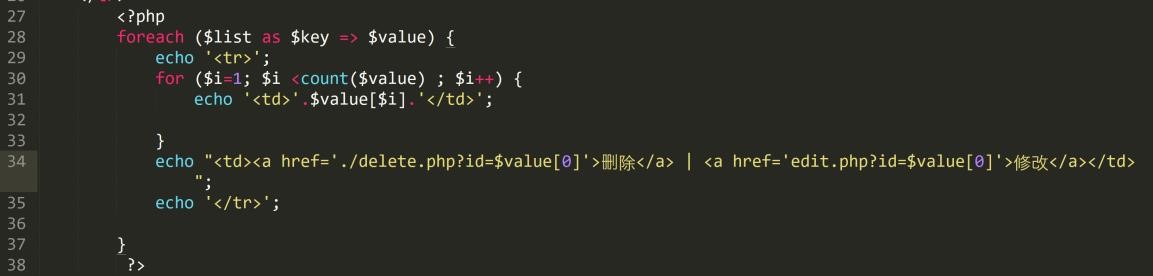 27 <?php
28 foreach ($list as $key => $value) {
29 echo '<tr>';
30 for ($i=1; $i <count($value) ; $i++) {
31 echo '<td>'.$value[$i].'</td>';
32
33 }
34 echo "<td><a href='./delete.php?id=$value[0]'>删除</a> | <a href='edit.php?id=$value[0]'>修改</a></td>
";
35 echo '</tr>';
36
37 }
38 ?>